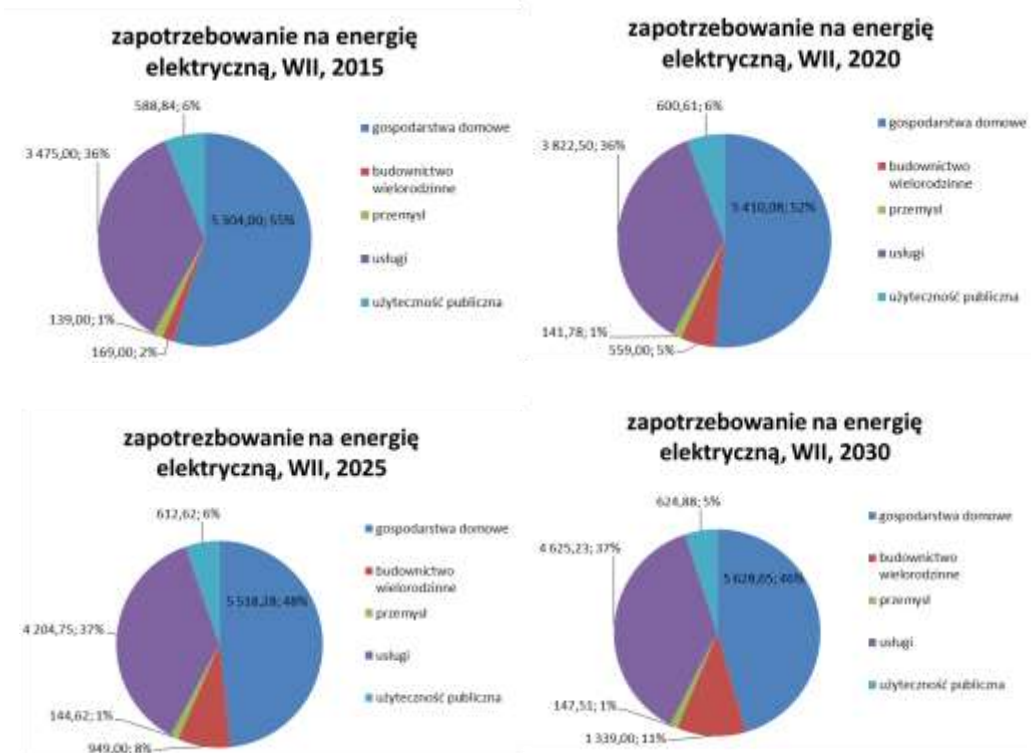 zapotrzebowanie na energię
elektryczną, WII, 2015
588,84; 6%
3 475,00; 36%
5 304,00; 55%
139,00; 1%
169,00; 2%
gospodarstwa domowe
budownictwo
wielorodzinne
przemysł
usługi
użyteczność publiczna
zapotrzebowanie na energię
elektryczną, WII, 2020
600,61; 6%
3 822,50; 36%
5 410,08; 52%
141,78; 1%
559,00; 5%
gospodarstwa domowe
budownictwo
wielorodzinne
przemysł
usługi
użyteczność publiczna
zapotrezbowanie na energię
elektryczną, WII, 2025
612,62; 6%
5 518,28; 48%
4 204,75; 37%
144,62; 1%
949,00; 8%
gospodarstwa domowe
budownictwo
wielorodzinne
przemysł
usługi
użyteczność publiczna
zapotrzebowanie na energię
elektryczną, WII, 2030
624,88; 5%
4 625,23; 37%
5 628,65; 46%
147,51; 1%
1 339,00; 11%
gospodarstwa domowe
budownictwo
wielorodzinne
przemysł
usługi
użyteczność publiczna